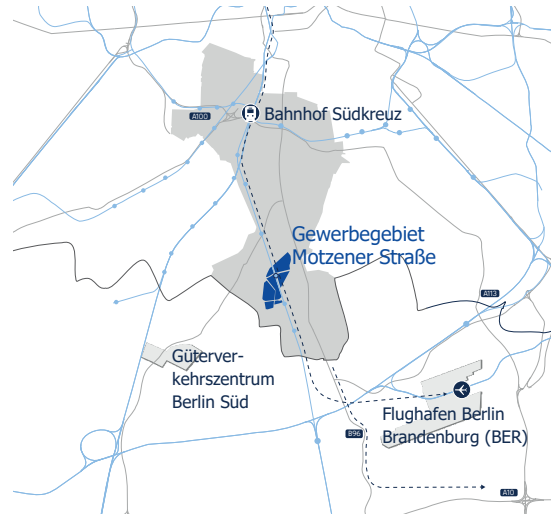 A100
Bahnhof Südkreuz
Gewerbegebiet
Motzener Straße
A113
Güterver-
kehrszentrum
Berlin Süd
Flughafen Berlin
Brandenburg (BER)
B96
A10